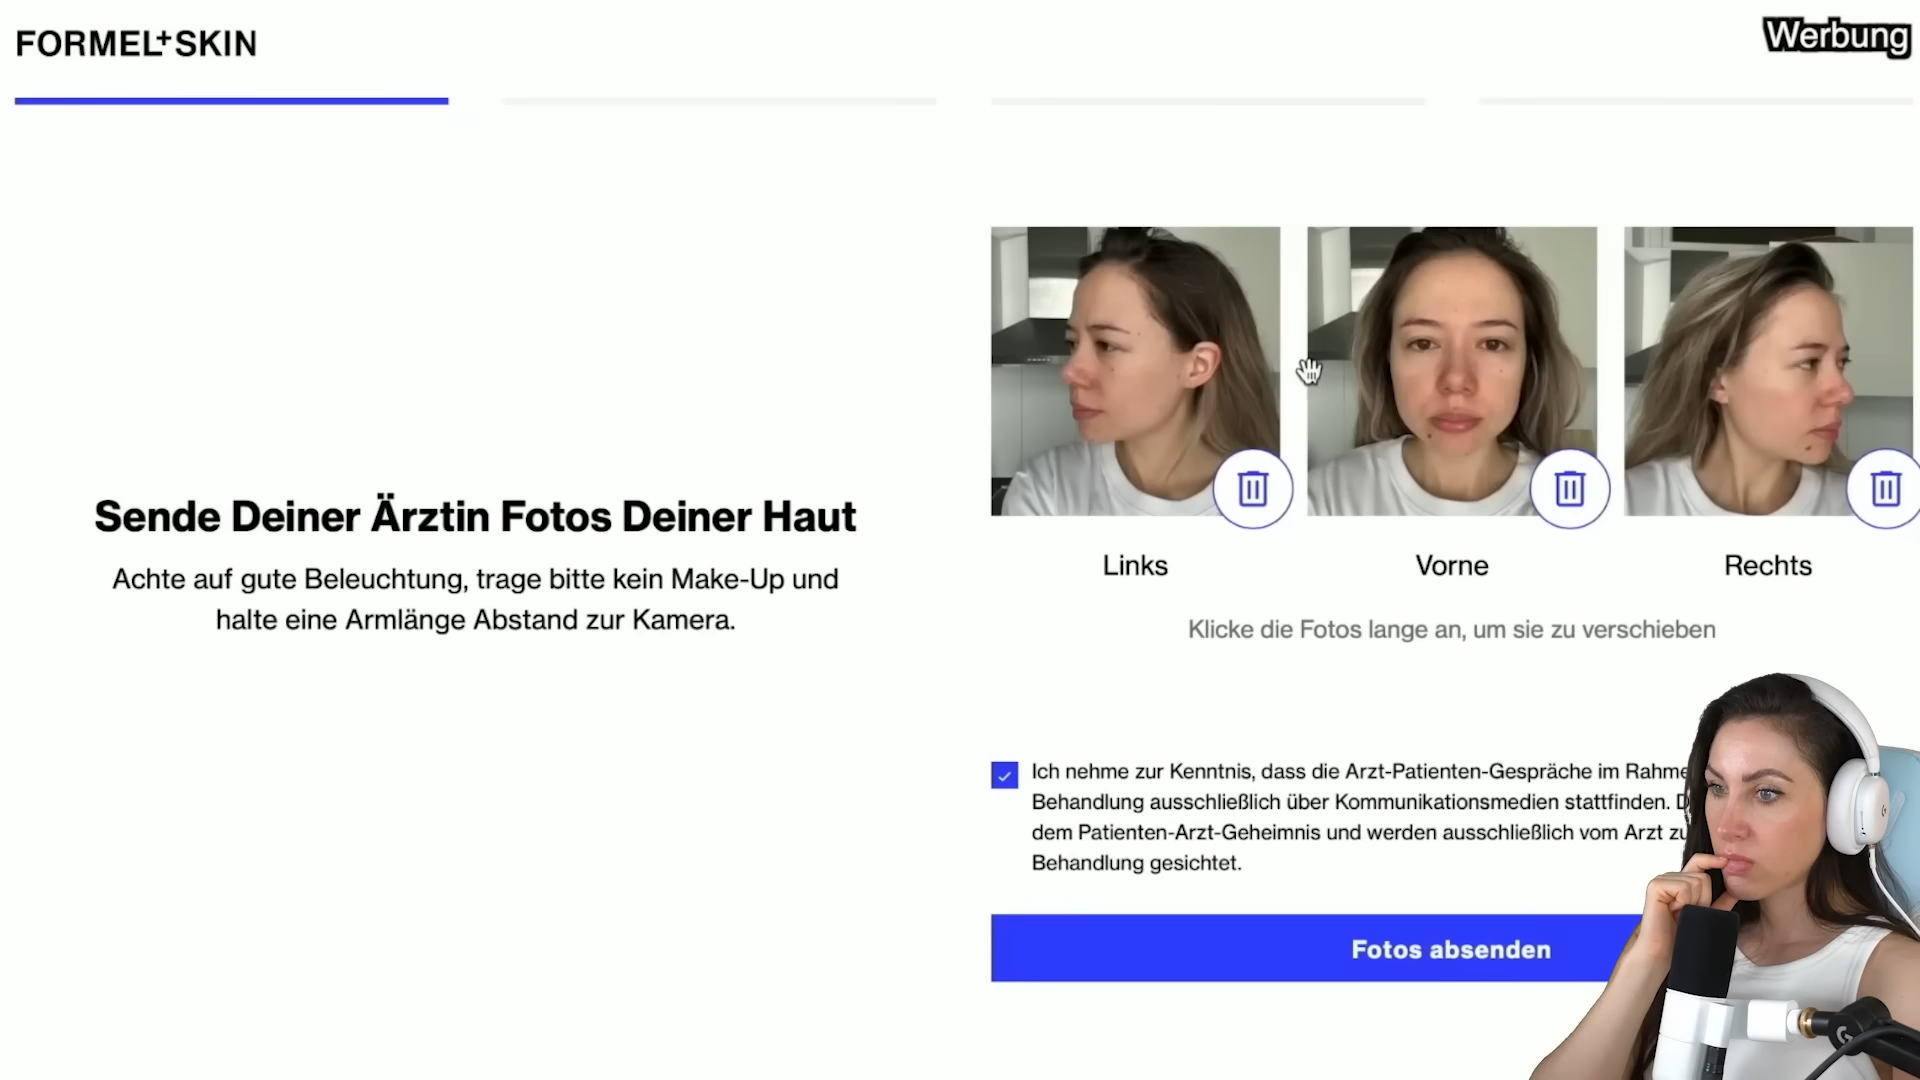 FORMEL+SKIN
Werbung
Sende Deiner Ärztin Fotos Deiner Haut
Achte auf gute Beleuchtung, trage bitte kein Make-Up und
halte eine Armlänge Abstand zur Kamera.
Links
Vorne
Rechts
Klicke die Fotos lange an, um sie zu verschieben
Ich nehme zur Kenntnis, dass die Arzt-Patienten-Gespräche im Rahme
Behandlung ausschließlich über Kommunikationsmedien stattfinden. D
dem Patienten-Arzt-Geheimnis und werden ausschließlich vom Arzt zu
Behandlung gesichtet.
Fotos absenden